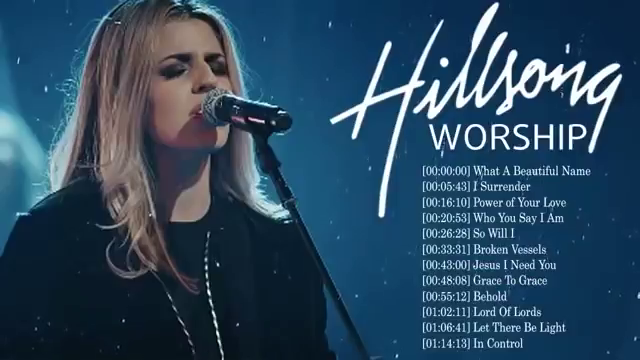 Hillsong
WORSHIP
[00:00:00] What A Beautiful Name
[00:05:43] I Surrender
[00:16:10] Power of Your Love
[00:20:53] Who You Say I Am
[00:26:28] So Will I
[00:33:31] Broken Vessels
[00:43:00] Jesus I Need You
[00:48:08] Grace To Grace
[00:55:12] Behold
[01:02:11] Lord Of Lords
[01:06:41] Let There Be Light
[01:14:13] In Control